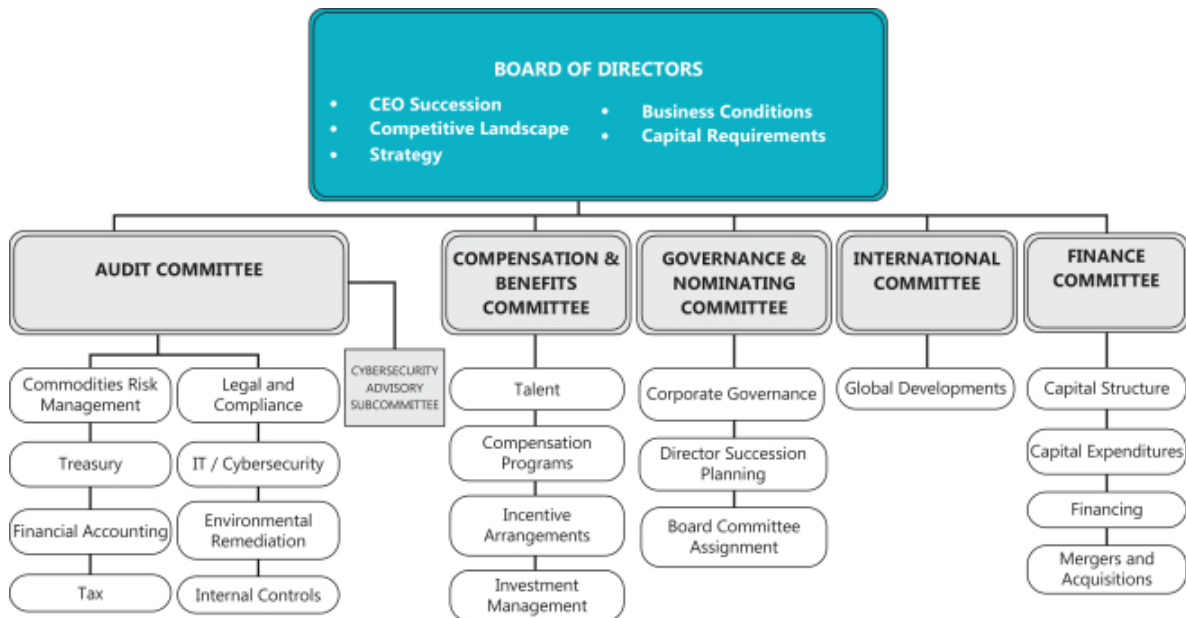 BOARD OF DIRECTORS
• CEO Succession
• Competitive Landscape
• Strategy
• Business Conditions
• Capital Requirements
AUDIT COMMITTEE
COMPENSATION &
BENEFITS
COMMITTEE
GOVERNANCE &
NOMINATING
COMMITTEE
INTERNATIONAL
COMMITTEE
FINANCE
COMMITTEE
Commodities Risk
Management
Treasury
Financial Accounting
Tax
Legal and
Compliance
IT / Cybersecurity
Environmental
Remediation
Internal Controls
CYBERSECURITY
ADVISORY
SUBCOMMITTEE
Talent
Compensation
Programs
Incentive
Arrangements
Investment
Management
Corporate Governance
Director Succession
Planning
Board Committee
Assignment
Global Developments
Capital Structure
Capital Expenditures
Financing
Mergers and
Acquisitions